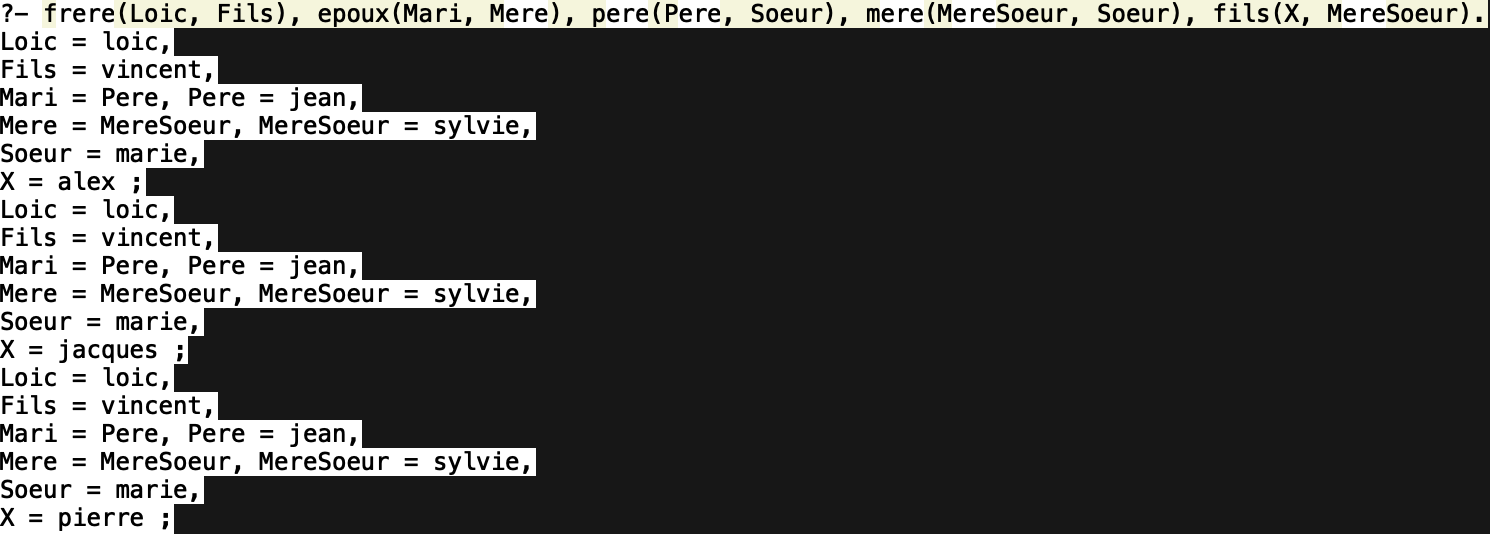 ?- frere(Loic, Fils), epoux(Mari, Mere), pere(Pere, Soeur), mere(MereSoeur, Soeur), fils(X, MereSoeur).
Loic = loic,
Fils = vincent,
Mari = Pere, Pere = jean,
Mere = MereSoeur, MereSoeur = sylvie,
Soeur = marie,
X = alex ;
Loic = loic,
Fils = vincent,
Mari = Pere, Pere = jean,
Mere = MereSoeur, MereSoeur = sylvie,
Soeur = marie,
X = jacques ;
Loic = loic,
Fils = vincent,
Mari = Pere, Pere = jean,
Mere = MereSoeur, MereSoeur = sylvie,
Soeur = marie,
X = pierre ;